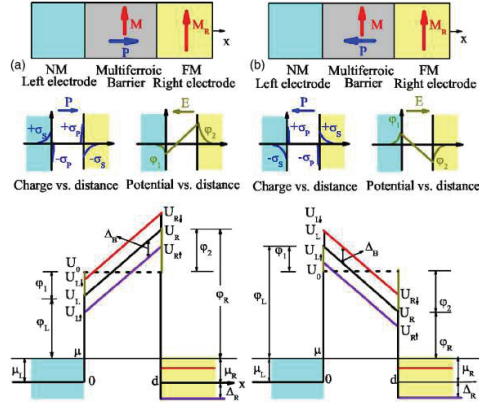 M
M_R
P
x
(a)
NM
Left electrode
Multiferroic
Barrier
FM
Right electrode
P
E
+σ_S
+σ_P
-σ_P
-σ_S
φ_1
φ_2
Charge vs. distance
Potential vs. distance
U_R↓
U_R
U_R↑
Δ_B
U_0
U_L↓
U_L
U_L↑
φ_1
φ_L
φ_2
φ_R
μ
μ_L
0
d
x
μ_R
Δ_R
M
M_R
P
x
(b)
NM
Left electrode
Multiferroic
Barrier
FM
Right electrode
P
E
-σ_S
+σ_P
-σ_P
+σ_S
φ_1
φ_2
Charge vs. distance
Potential vs. distance
U_L↓
U_L
U_L↑
U_0
Δ_B
U_R↓
U_R
U_R↑
φ_1
φ_L
φ_2
φ_R
μ
μ_L
0
d
x
μ_R
Δ_R